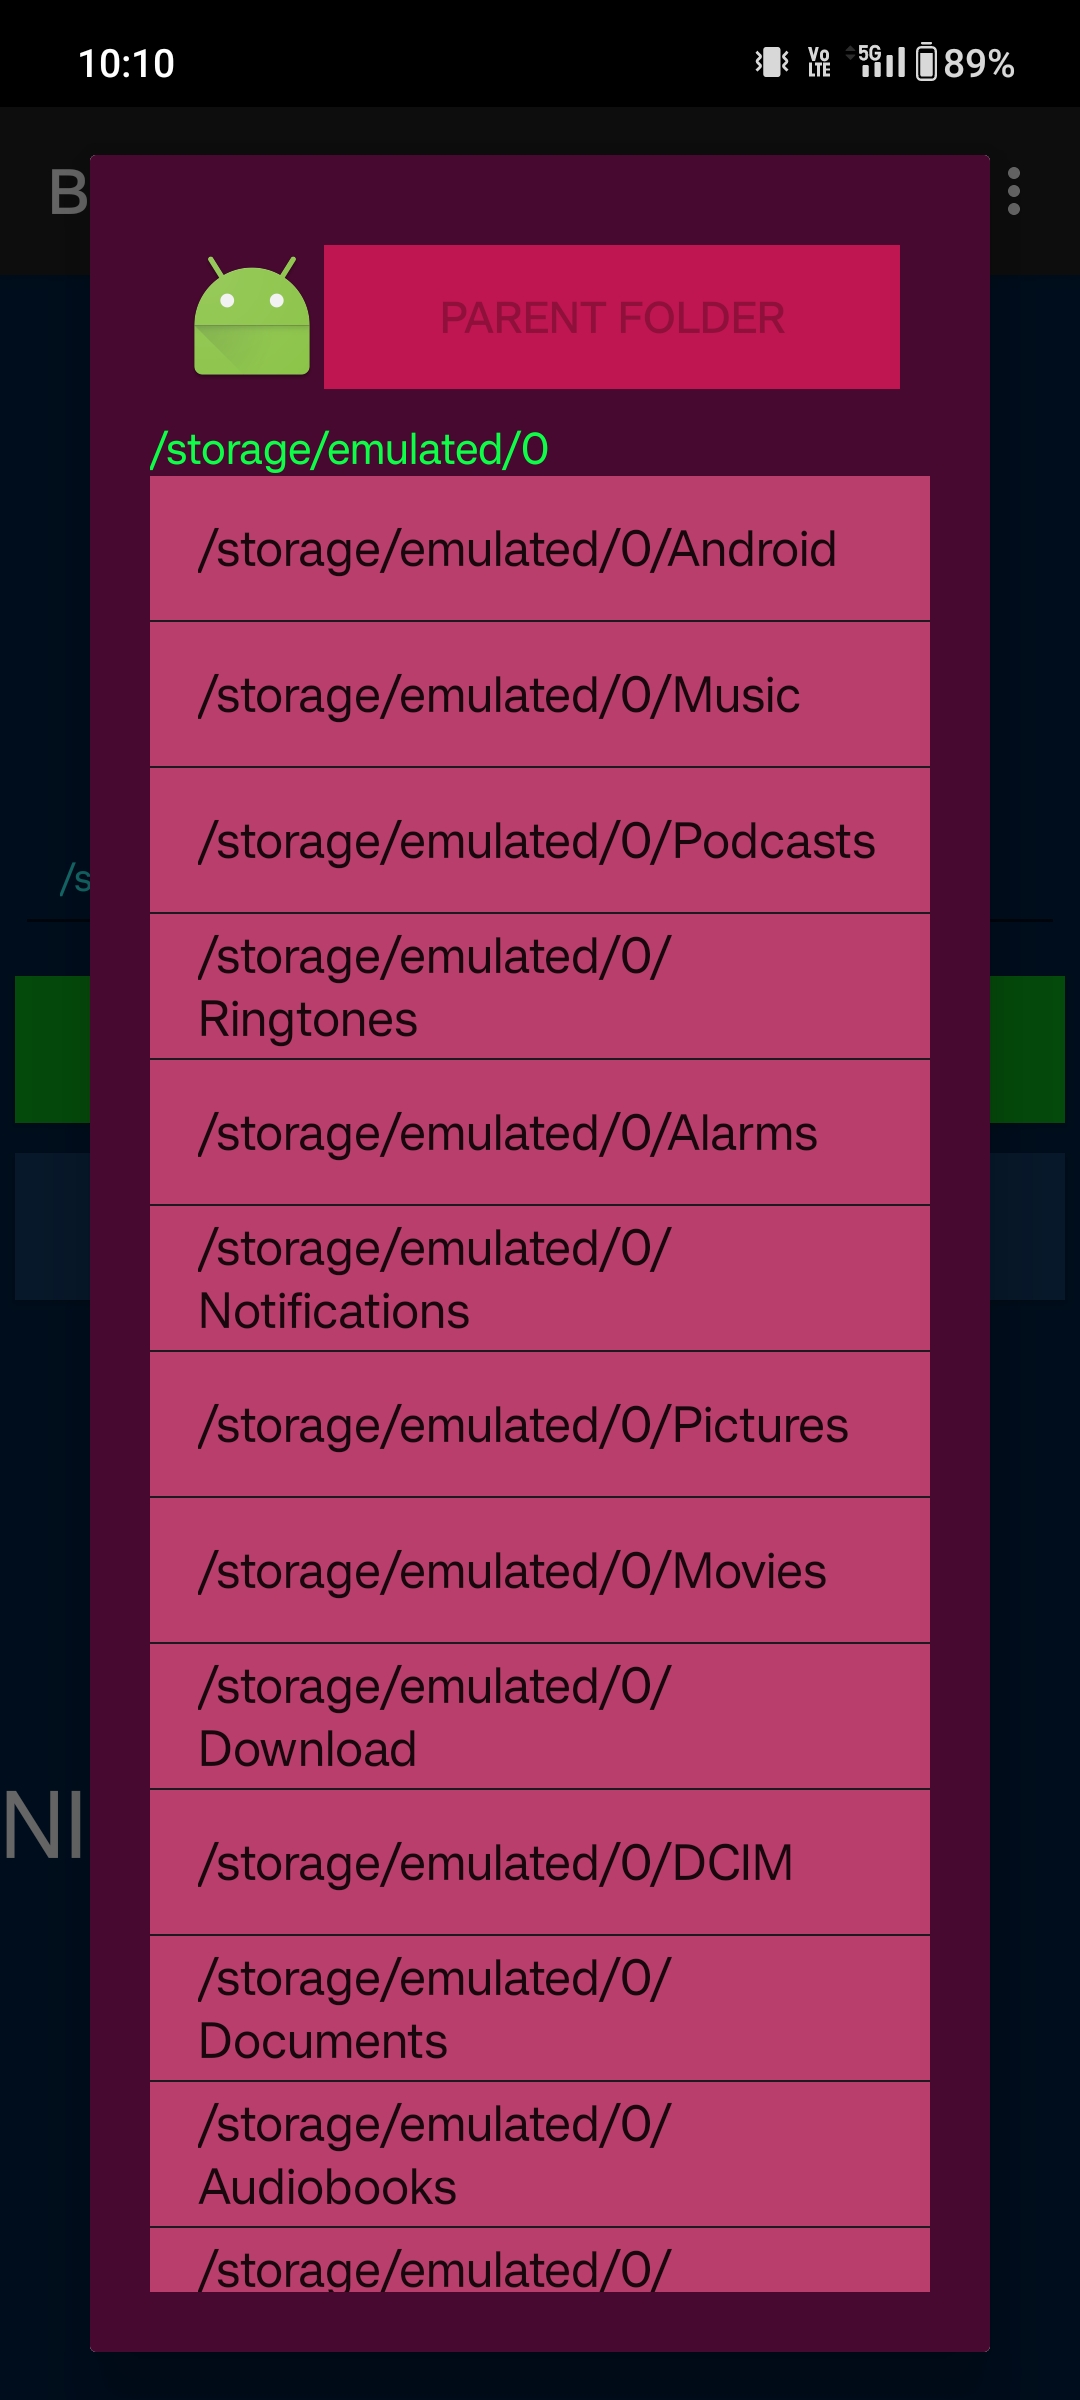 10:10
Vo LTE
5G
89%
B
PARENT FOLDER
/storage/emulated/0
/storage/emulated/0/Android
/storage/emulated/0/Music
/storage/emulated/0/Podcasts
/storage/emulated/0/
Ringtones
/storage/emulated/0/Alarms
/storage/emulated/0/
Notifications
/storage/emulated/0/Pictures
/storage/emulated/0/Movies
/storage/emulated/0/
Download
/storage/emulated/0/DCIM
/storage/emulated/0/
Documents
/storage/emulated/0/
Audiobooks
/storage/emulated/0/
/s
NI